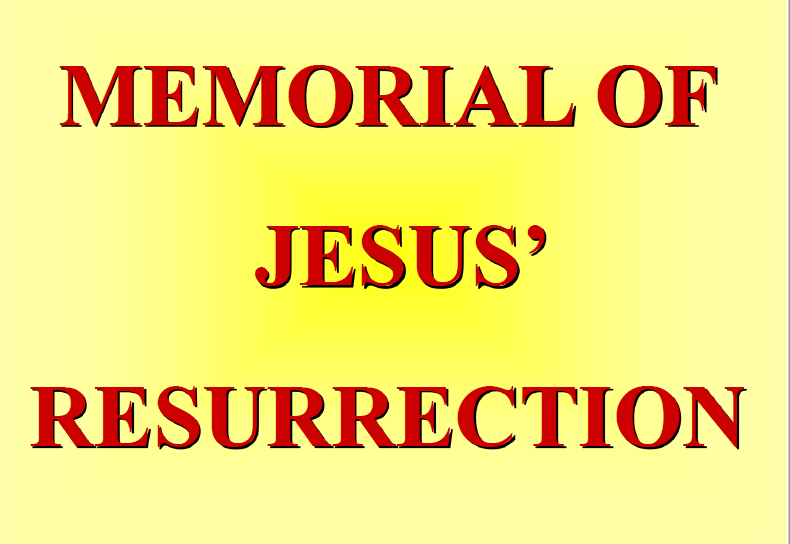 MEMORIAL OF
JESUS’
RESURRECTION